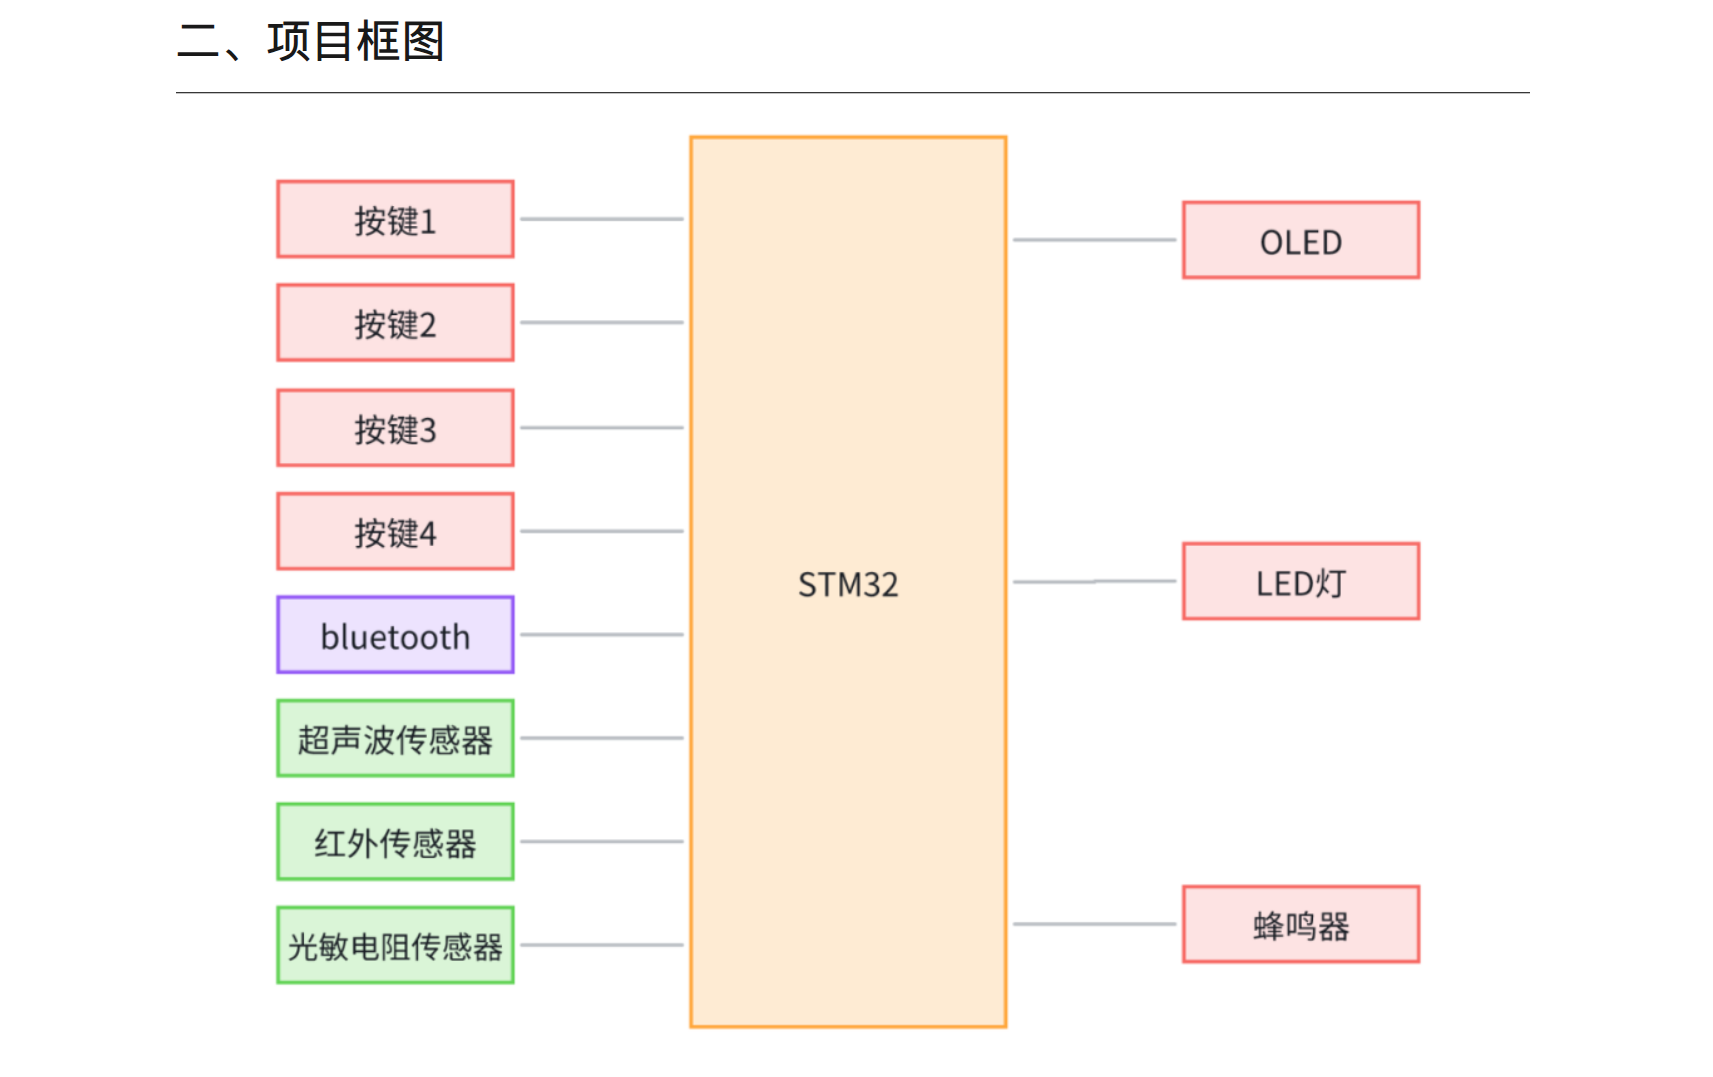 二、项目框图
按键1
按键2
按键3
按键4
bluetooth
超声波传感器
红外传感器
光敏电阻传感器
STM32
OLED
LED灯
蜂鸣器